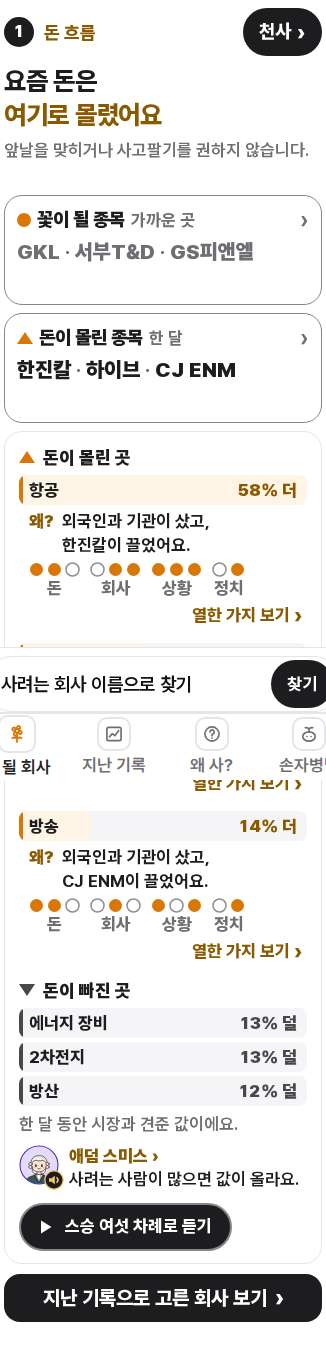 1 돈 흐름
천사 ›
요즘 돈은
여기로 몰렸어요
앞날을 맞히거나 사고팔기를 권하지 않습니다.
꽃이 될 종목 가까운 곳 ›
GKL · 서부T&D · GS피앤엘
돈이 몰린 종목 한 달 ›
한진칼 · 하이브 · CJ ENM
▲ 돈이 몰린 곳
항공 58% 더
왜? 외국인과 기관이 샀고,
한진칼이 끌었어요.
돈 회사 상황 정치
열한 가지 보기 ›
사려는 회사 이름으로 찾기 찾기
될 회사 지난 기록 왜 사? 손자병
열한 가지 보기 ›
방송 14% 더
왜? 외국인과 기관이 샀고,
CJ ENM이 끌었어요.
돈 회사 상황 정치
열한 가지 보기 ›
▼ 돈이 빠진 곳
에너지 장비 13% 덜
2차전지 13% 덜
방산 12% 덜
한 달 동안 시장과 견준 값이에요.
애덤 스미스 ›
사려는 사람이 많으면 값이 올라요.
▶ 스승 여섯 차례로 듣기
지난 기록으로 고른 회사 보기 ›